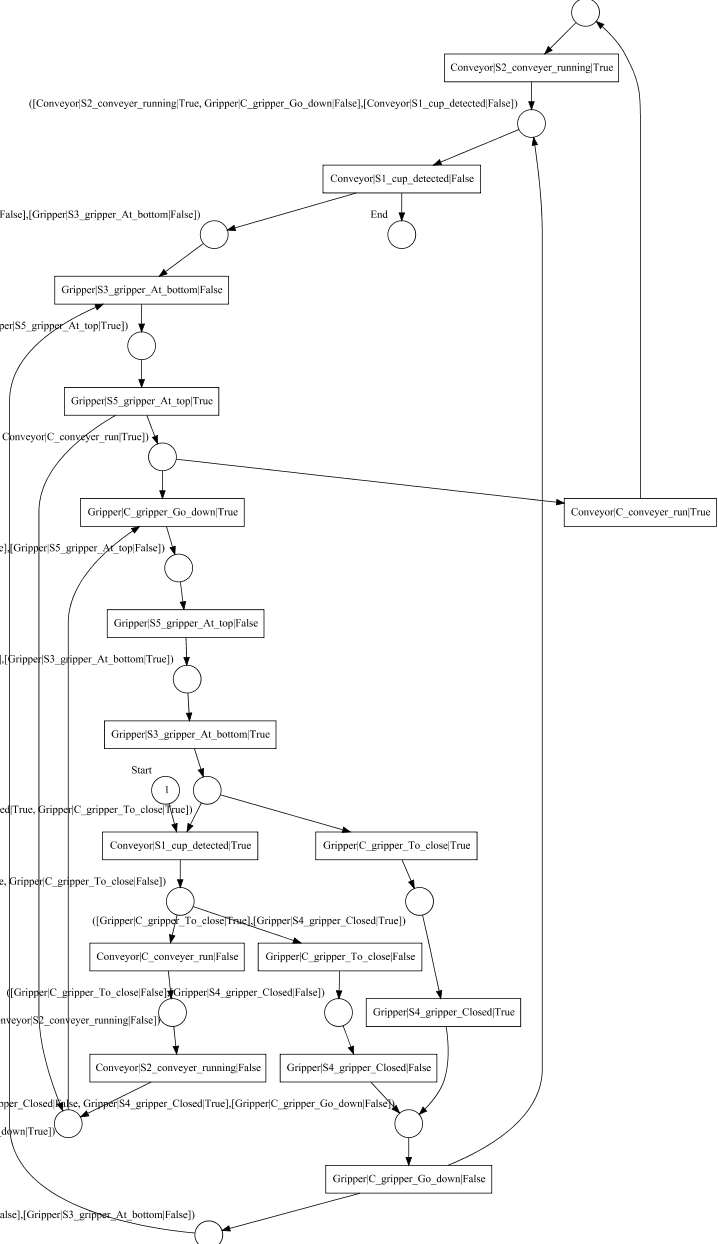 Conveyor|S2_conveyer_running|True
([Conveyor|S2_conveyer_running|True, Gripper|C_gripper_Go_down|False],[Conveyor|S1_cup_detected|False])
Conveyor|S1_cup_detected|False
False],[Gripper|S3_gripper_At_bottom|False])
End
Gripper|S3_gripper_At_bottom|False
per|S5_gripper_At_top|True])
Gripper|S5_gripper_At_top|True
Conveyor|C_conveyer_run|True])
Gripper|C_gripper_Go_down|True
Conveyor|C_conveyer_run|True
e],[Gripper|S5_gripper_At_top|False])
Gripper|S5_gripper_At_top|False
],[Gripper|S3_gripper_At_bottom|True])
Gripper|S3_gripper_At_bottom|True
Start
1
ed|True, Gripper|C_gripper_To_close|True])
Conveyor|S1_cup_detected|True
Gripper|C_gripper_To_close|True
e, Gripper|C_gripper_To_close|False])
([Gripper|C_gripper_To_close|True],[Gripper|S4_gripper_Closed|True])
Conveyor|C_conveyer_run|False
Gripper|C_gripper_To_close|False
([Gripper|C_gripper_To_close|False],[Gripper|S4_gripper_Closed|False])
Gripper|S4_gripper_Closed|True
nveyor|S2_conveyer_running|False])
Conveyor|S2_conveyer_running|False
Gripper|S4_gripper_Closed|False
pper_Closed|False, Gripper|S4_gripper_Closed|True],[Gripper|C_gripper_Go_down|False])
_down|True])
Gripper|C_gripper_Go_down|False
alse],[Gripper|S3_gripper_At_bottom|False])